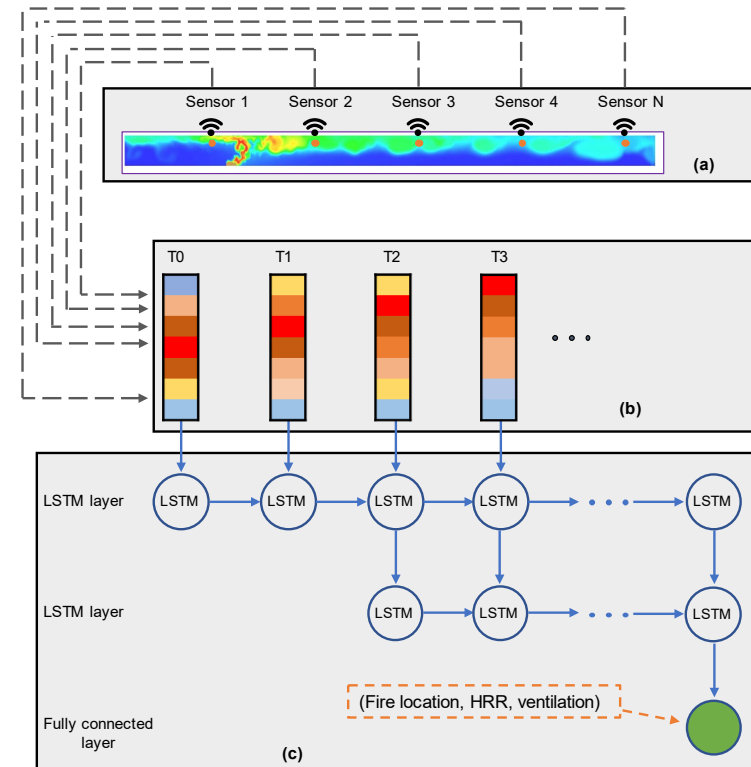 Sensor 1 Sensor 2 Sensor 3 Sensor 4 Sensor N
(a)
T0 T1 T2 T3
(b)
LSTM layer LSTM LSTM LSTM LSTM LSTM
LSTM layer LSTM LSTM LSTM
(Fire location, HRR, ventilation)
Fully connected
layer
(c)